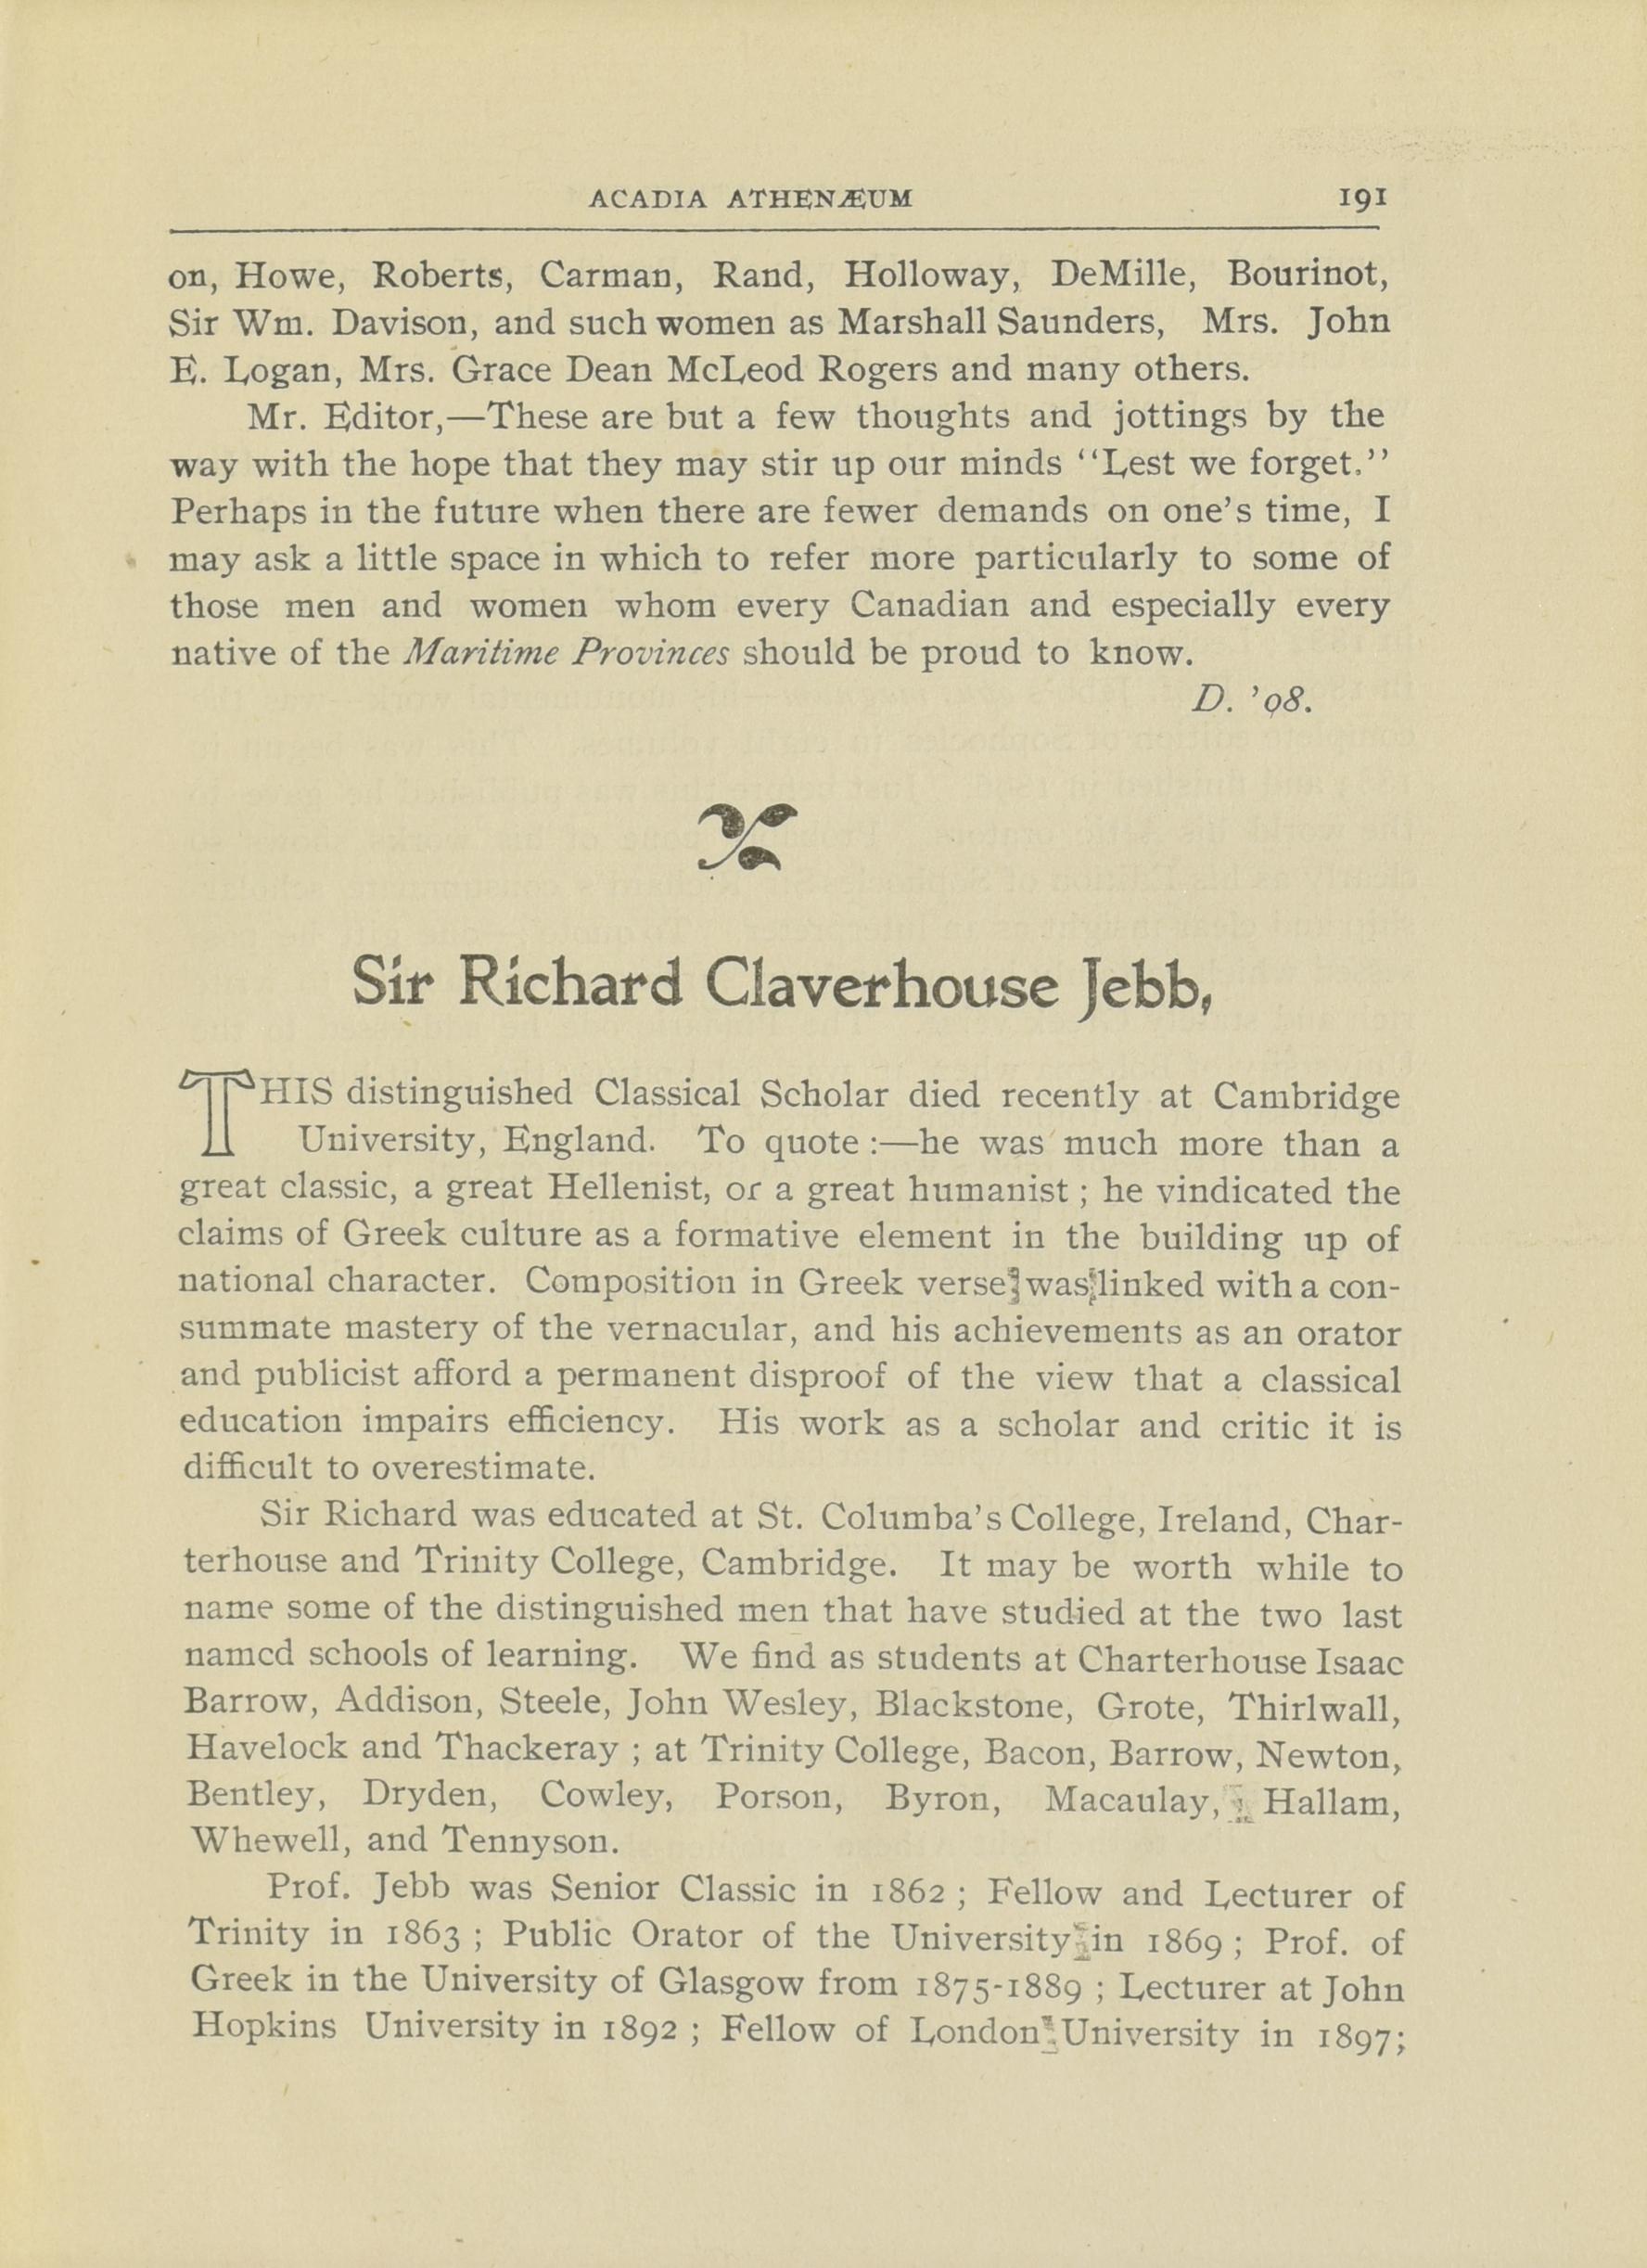 ACADIA ATHENÆUM 191
on, Howe, Roberts, Carman, Rand, Holloway, DeMille, Bourinot,
Sir Wm. Davison, and such women as Marshall Saunders, Mrs. John
E. Logan, Mrs. Grace Dean McLeod Rogers and many others.
Mr. Editor,—These are but a few thoughts and jottings by the
way with the hope that they may stir up our minds “Lest we forget.”
Perhaps in the future when there are fewer demands on one’s time, I
may ask a little space in which to refer more particularly to some of
those men and women whom every Canadian and especially every
native of the Maritime Provinces should be proud to know.
D. ’08.
Sir Richard Claverhouse Jebb,
THIS distinguished Classical Scholar died recently at Cambridge
University, England. To quote :—he was much more than a
great classic, a great Hellenist, or a great humanist ; he vindicated the
claims of Greek culture as a formative element in the building up of
national character. Composition in Greek verse was linked with a con-
summate mastery of the vernacular, and his achievements as an orator
and publicist afford a permanent disproof of the view that a classical
education impairs efficiency. His work as a scholar and critic it is
difficult to overestimate.
Sir Richard was educated at St. Columba’s College, Ireland, Char-
terhouse and Trinity College, Cambridge. It may be worth while to
name some of the distinguished men that have studied at the two last
named schools of learning. We find as students at Charterhouse Isaac
Barrow, Addison, Steele, John Wesley, Blackstone, Grote, Thirlwall,
Havelock and Thackeray ; at Trinity College, Bacon, Barrow, Newton,
Bentley, Dryden, Cowley, Porson, Byron, Macaulay, Hallam,
Whewell, and Tennyson.
Prof. Jebb was Senior Classic in 1862 ; Fellow and Lecturer of
Trinity in 1863 ; Public Orator of the University in 1869 ; Prof. of
Greek in the University of Glasgow from 1875-1889 ; Lecturer at John
Hopkins University in 1892 ; Fellow of London University in 1897;